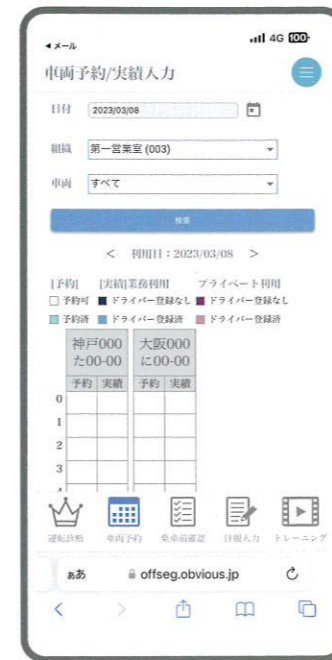 ◀メール
4G 100
車両予約/実績入力
日付 2023/03/08
組織 第一営業室 (003)
車両 すべて
検索
< 利用日：2023/03/08 >
[予約] [実績]業務利用 プライベート利用
予約可 ドライバー登録なし ドライバー登録なし
予約済 ドライバー登録済 ドライバー登録済
神戸000 大阪000
た00-00 に00-00
予約 実績 予約 実績
0
1
2
3
4
運転診断 車両予約 乗車前確認 日報入力 トレーニング
ぁあ offseg.obvious.jp